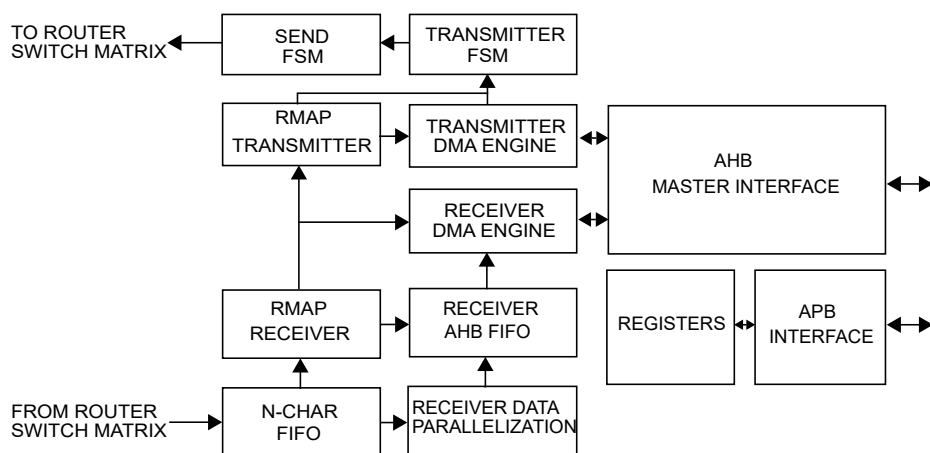 TO ROUTER
SWITCH MATRIX
SEND
FSM
TRANSMITTER
FSM
RMAP
TRANSMITTER
TRANSMITTER
DMA ENGINE
AHB
MASTER INTERFACE
RECEIVER
DMA ENGINE
RMAP
RECEIVER
RECEIVER
AHB FIFO
REGISTERS
APB
INTERFACE
FROM ROUTER
SWITCH MATRIX
N-CHAR
FIFO
RECEIVER DATA
PARALLELIZATION